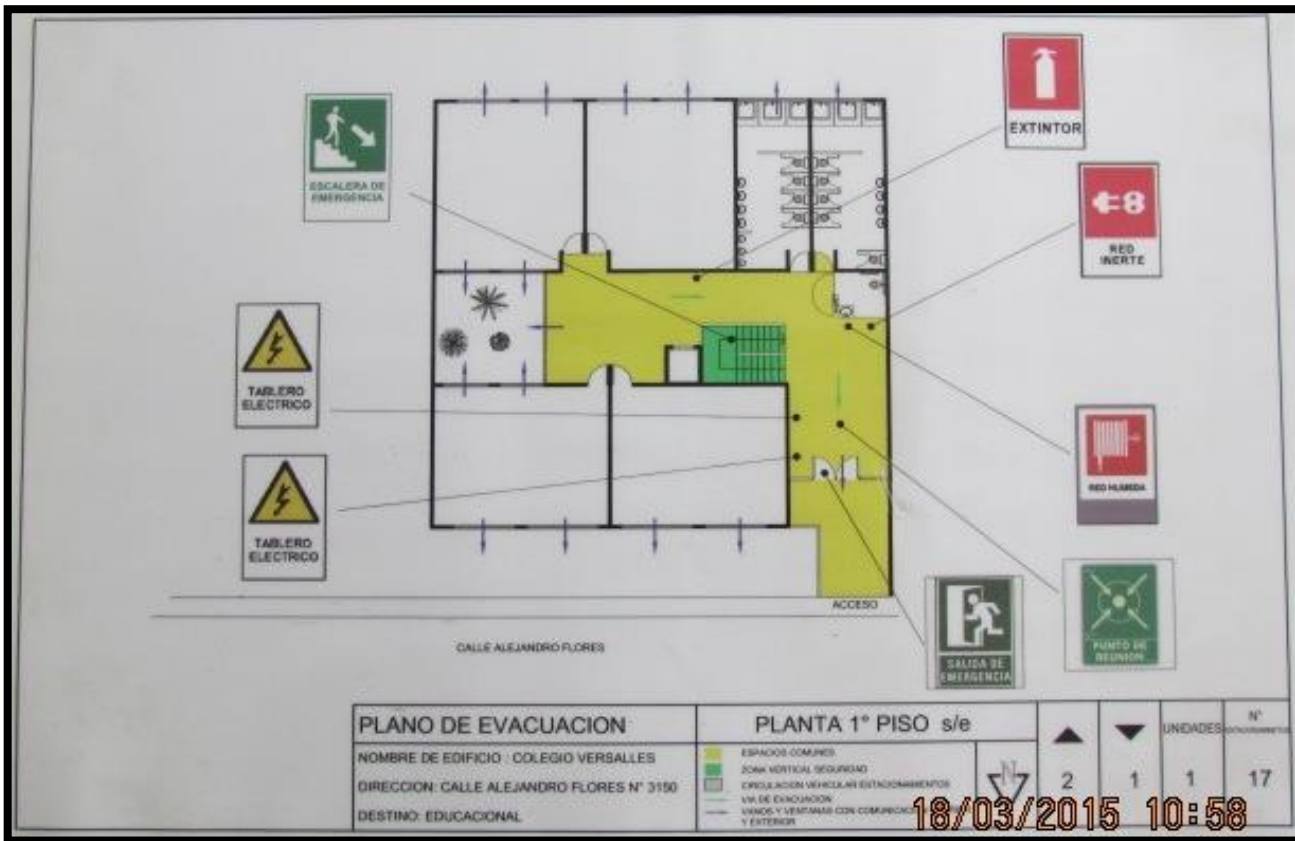 EXTINTOR
ESCALERA DE
EMERGENCIA
RED
INERTE
TABLERO
ELECTRICO
RED HUMEDA
TABLERO
ELECTRICO
ACCESO
PUNTO DE
REUNION
SALIDA DE
EMERGENCIA
CALLE ALEJANDRO FLORES
PLANO DE EVACUACION
NOMBRE DE EDIFICIO : COLEGIO VERSALLES
DIRECCION: CALLE ALEJANDRO FLORES N° 3150
DESTINO: EDUCACIONAL
PLANTA 1° PISO s/e
ESPACIOS COMUNES
ZONA VERTICAL SEGURIDAD
CIRCULACION VEHICULAR ESTACIONAMIENTOS
VIA DE EVACUACION
VANOS Y VENTANAS CON
Y EXTERIOR
N
2
1
UNIDADES
1
N°
17
18/03/2015 10:58